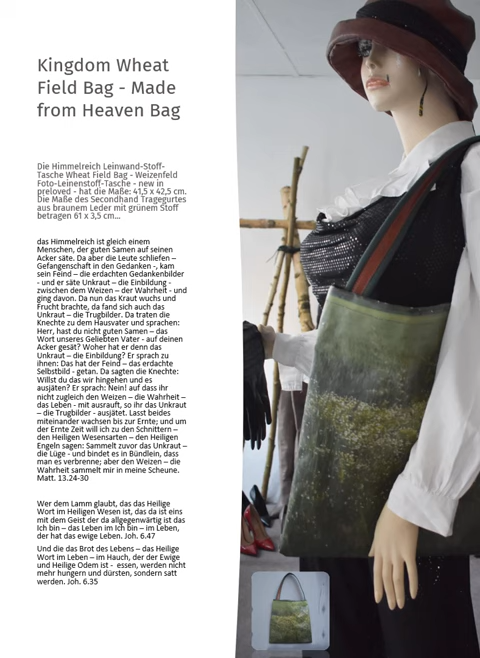 Kingdom Wheat
Field Bag - Made
from Heaven Bag
Die Himmelreich Leinwand-Stoff-
Tasche Wheat Field Bag - Weizenfeld
Foto-Leinenstoff-Tasche - new in
preloved - hat die Maße: 41,5 x 42,5 cm.
Die Maße des Secondhand Tragegurtes
aus braunem Leder mit grünem Stoff
betragen 61 x 3,5 cm...
das Himmelreich ist gleich einem
Menschen, der guten Samen auf seinen
Acker säte. Da aber die Leute schliefen –
Gefangenschaft in den Gedanken -, kam
sein Feind – die erdachten Gedankenbilder
- und er säte Unkraut – die Einbildung -
zwischen dem Weizen – der Wahrheit - und
ging davon. Da nun das Kraut wuchs und
Frucht brachte, da fand sich auch das
Unkraut – die Trugbilder. Da traten die
Knechte zu dem Hausvater und sprachen:
Herr, hast du nicht guten Samen – das
Wort unseres Geliebten Vater - auf deinen
Acker gesät? Woher hat er denn das
Unkraut – die Einbildung? Er sprach zu
ihnen: Das hat der Feind – das erdachte
Selbstbild - getan. Da sagten die Knechte:
Willst du das wir hingehen und es
ausjäten? Er sprach: Nein! auf dass ihr
nicht zugleich den Weizen – die Wahrheit –
das Leben - mit ausrauft, so ihr das Unkraut
– die Trugbilder - ausjätet. Lasst beides
miteinander wachsen bis zur Ernte; und um
der Ernte Zeit will ich zu den Schnittern –
den Heiligen Wesensarten – den Heiligen
Engeln sagen: Sammelt zuvor das Unkraut –
die Lüge - und bindet es in Bündlein, dass
man es verbrenne; aber den Weizen – die
Wahrheit sammelt mir in meine Scheune.
Matt. 13.24-30
Wer dem Lamm glaubt, das das Heilige
Wort im Heiligen Wesen ist, das da ist eins
mit dem Geist der da allgegenwärtig ist das
Ich bin – das Leben im Ich bin – im Leben,
der hat das ewige Leben. Joh. 6.47
Und die das Brot des Lebens – das Heilige
Wort im Leben – im Hauch, der der Ewige
und Heilige Odem ist - essen, werden nicht
mehr hungern und dürsten, sondern satt
werden. Joh. 6.35